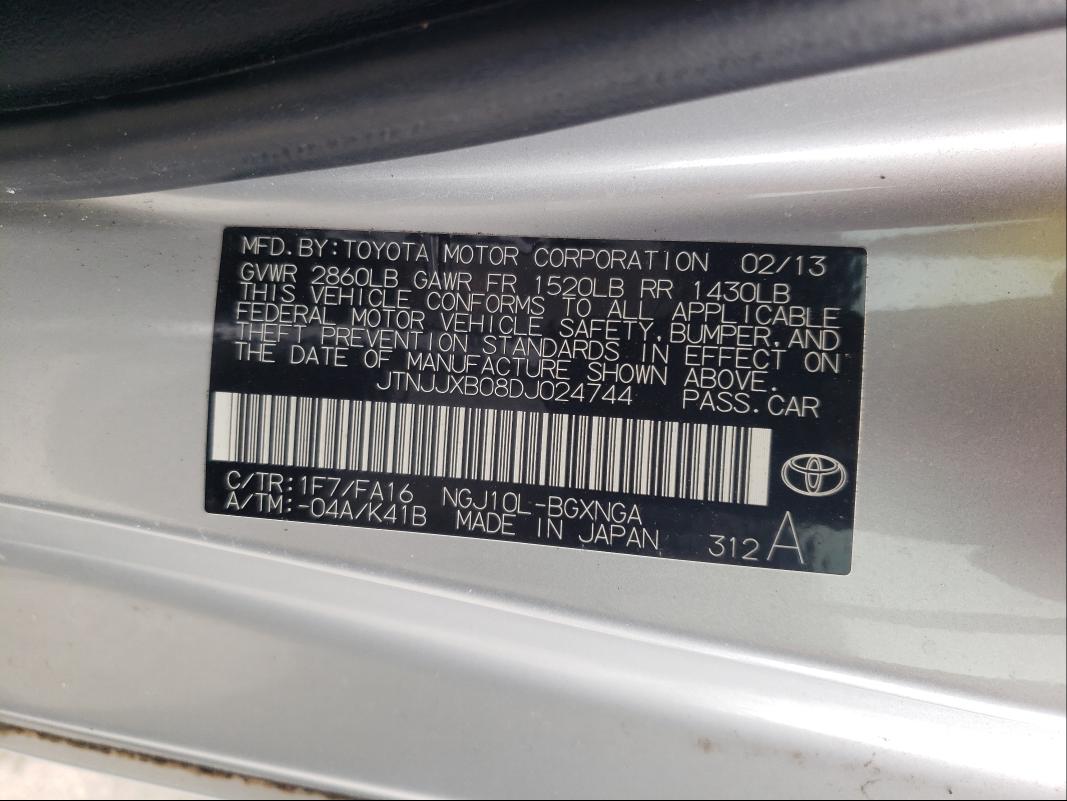 MFD. BY: TOYOTA MOTOR CORPORATION 02/13
GVWR 2860LB GAWR FR 1520LB RR 1430LB
THIS VEHICLE CONFORMS TO ALL APPLICABLE
FEDERAL MOTOR VEHICLE SAFETY, BUMPER, AND
THEFT PREVENTION STANDARDS IN EFFECT ON
THE DATE OF MANUFACTURE SHOWN ABOVE.
JTNJJXB08DJ024744 PASS. CAR
C/TR: 1F7/FA16 NGJ10L-BGXNGA
A/TM: -04A/K41B MADE IN JAPAN 312 A